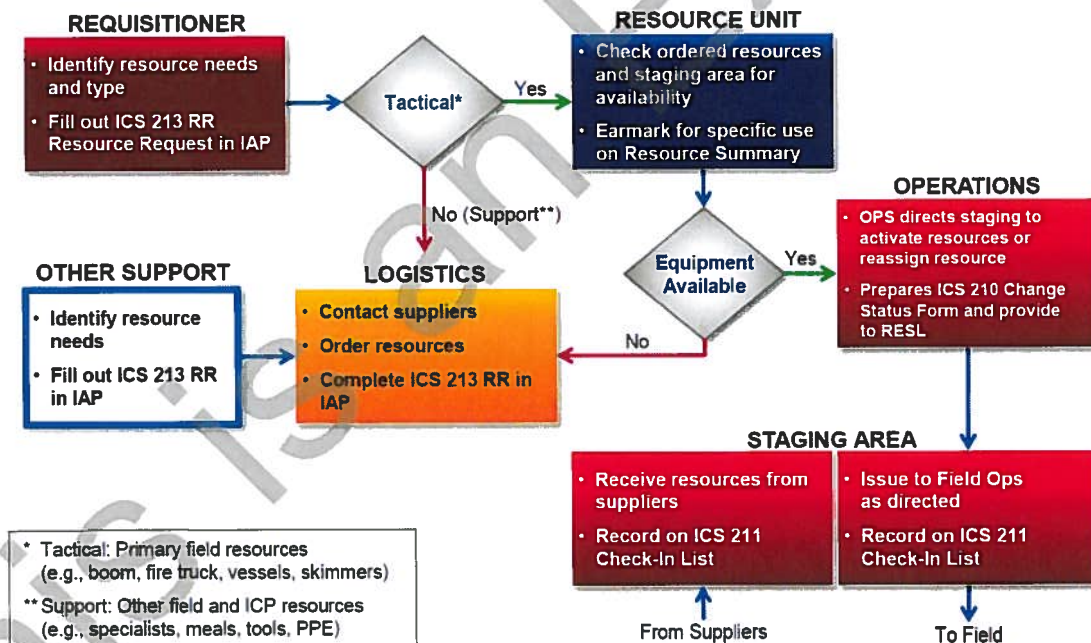 REQUISITIONER
• Identify resource needs
and type
• Fill out ICS 213 RR
Resource Request in IAP
Tactical*
Yes
No (Support**)
RESOURCE UNIT
• Check ordered resources
and staging area for
availability
• Earmark for specific use
on Resource Summary
Equipment
Available
Yes
No
OPERATIONS
• OPS directs staging to
activate resources or
reassign resource
• Prepares ICS 210 Change
Status Form and provide
to RESL
OTHER SUPPORT
• Identify resource
needs
• Fill out ICS 213 RR
in IAP
LOGISTICS
• Contact suppliers
• Order resources
• Complete ICS 213 RR in
IAP
STAGING AREA
• Receive resources from
suppliers
• Record on ICS 211
Check-In List
• Issue to Field Ops
as directed
• Record on ICS 211
Check-In List
From Suppliers
To Field
* Tactical: Primary field resources
(e.g., boom, fire truck, vessels, skimmers)
** Support: Other field and ICP resources
(e.g., specialists, meals, tools, PPE)
is an